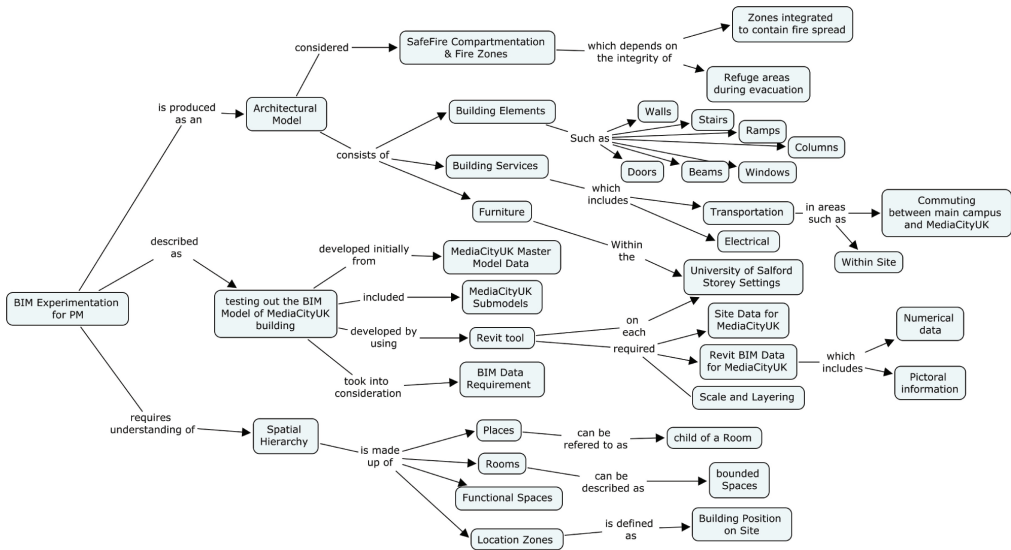 Zones integrated
to contain fire spread
SafeFire Compartmentation
& Fire Zones
considered
which depends on
the integrity of
Refuge areas
during evacuation
is produced
as an
Architectural
Model
Building Elements
Walls
Stairs
Ramps
Columns
Such as
Doors
Beams
Windows
consists of
Building Services
which
includes
Transportation
in areas
such as
Commuting
between main campus
and MediaCityUK
Furniture
Electrical
Within Site
described
as
developed initially
from
MediaCityUK Master
Model Data
Within
the
University of Salford
Storey Settings
BIM Experimentation
for PM
testing out the BIM
Model of MediaCityUK
building
included
MediaCityUK
Submodels
developed by
using
Revit tool
on
each
required
Site Data for
MediaCityUK
Numerical
data
Revit BIM Data
for MediaCityUK
which
includes
Pictoral
information
took into
consideration
BIM Data
Requirement
Scale and Layering
requires
understanding of
Spatial
Hierarchy
is made
up of
Places
can be
refered to as
child of a Room
Rooms
can be
described as
bounded
Spaces
Functional Spaces
Location Zones
is defined
as
Building Position
on Site